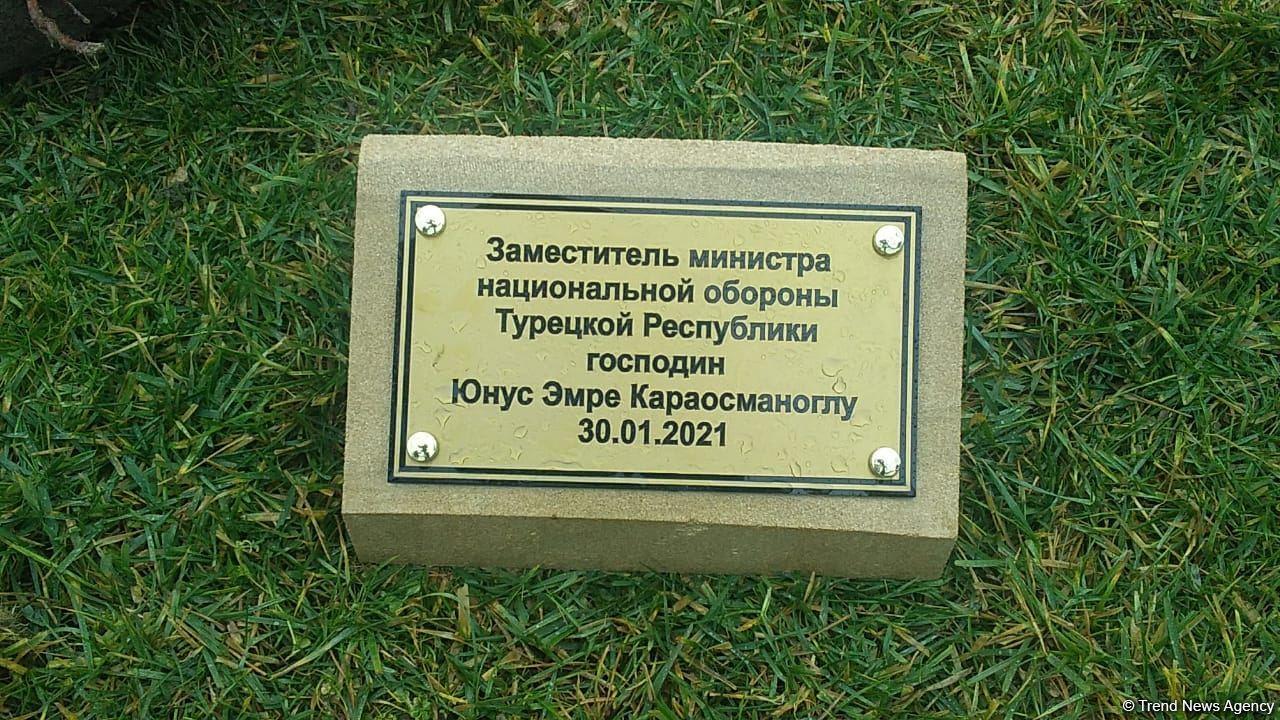 Заместитель министра
национальной обороны
Турецкой Республики
господин
Юнус Эмре Караосманоглу
30.01.2021
© Trend News Agency